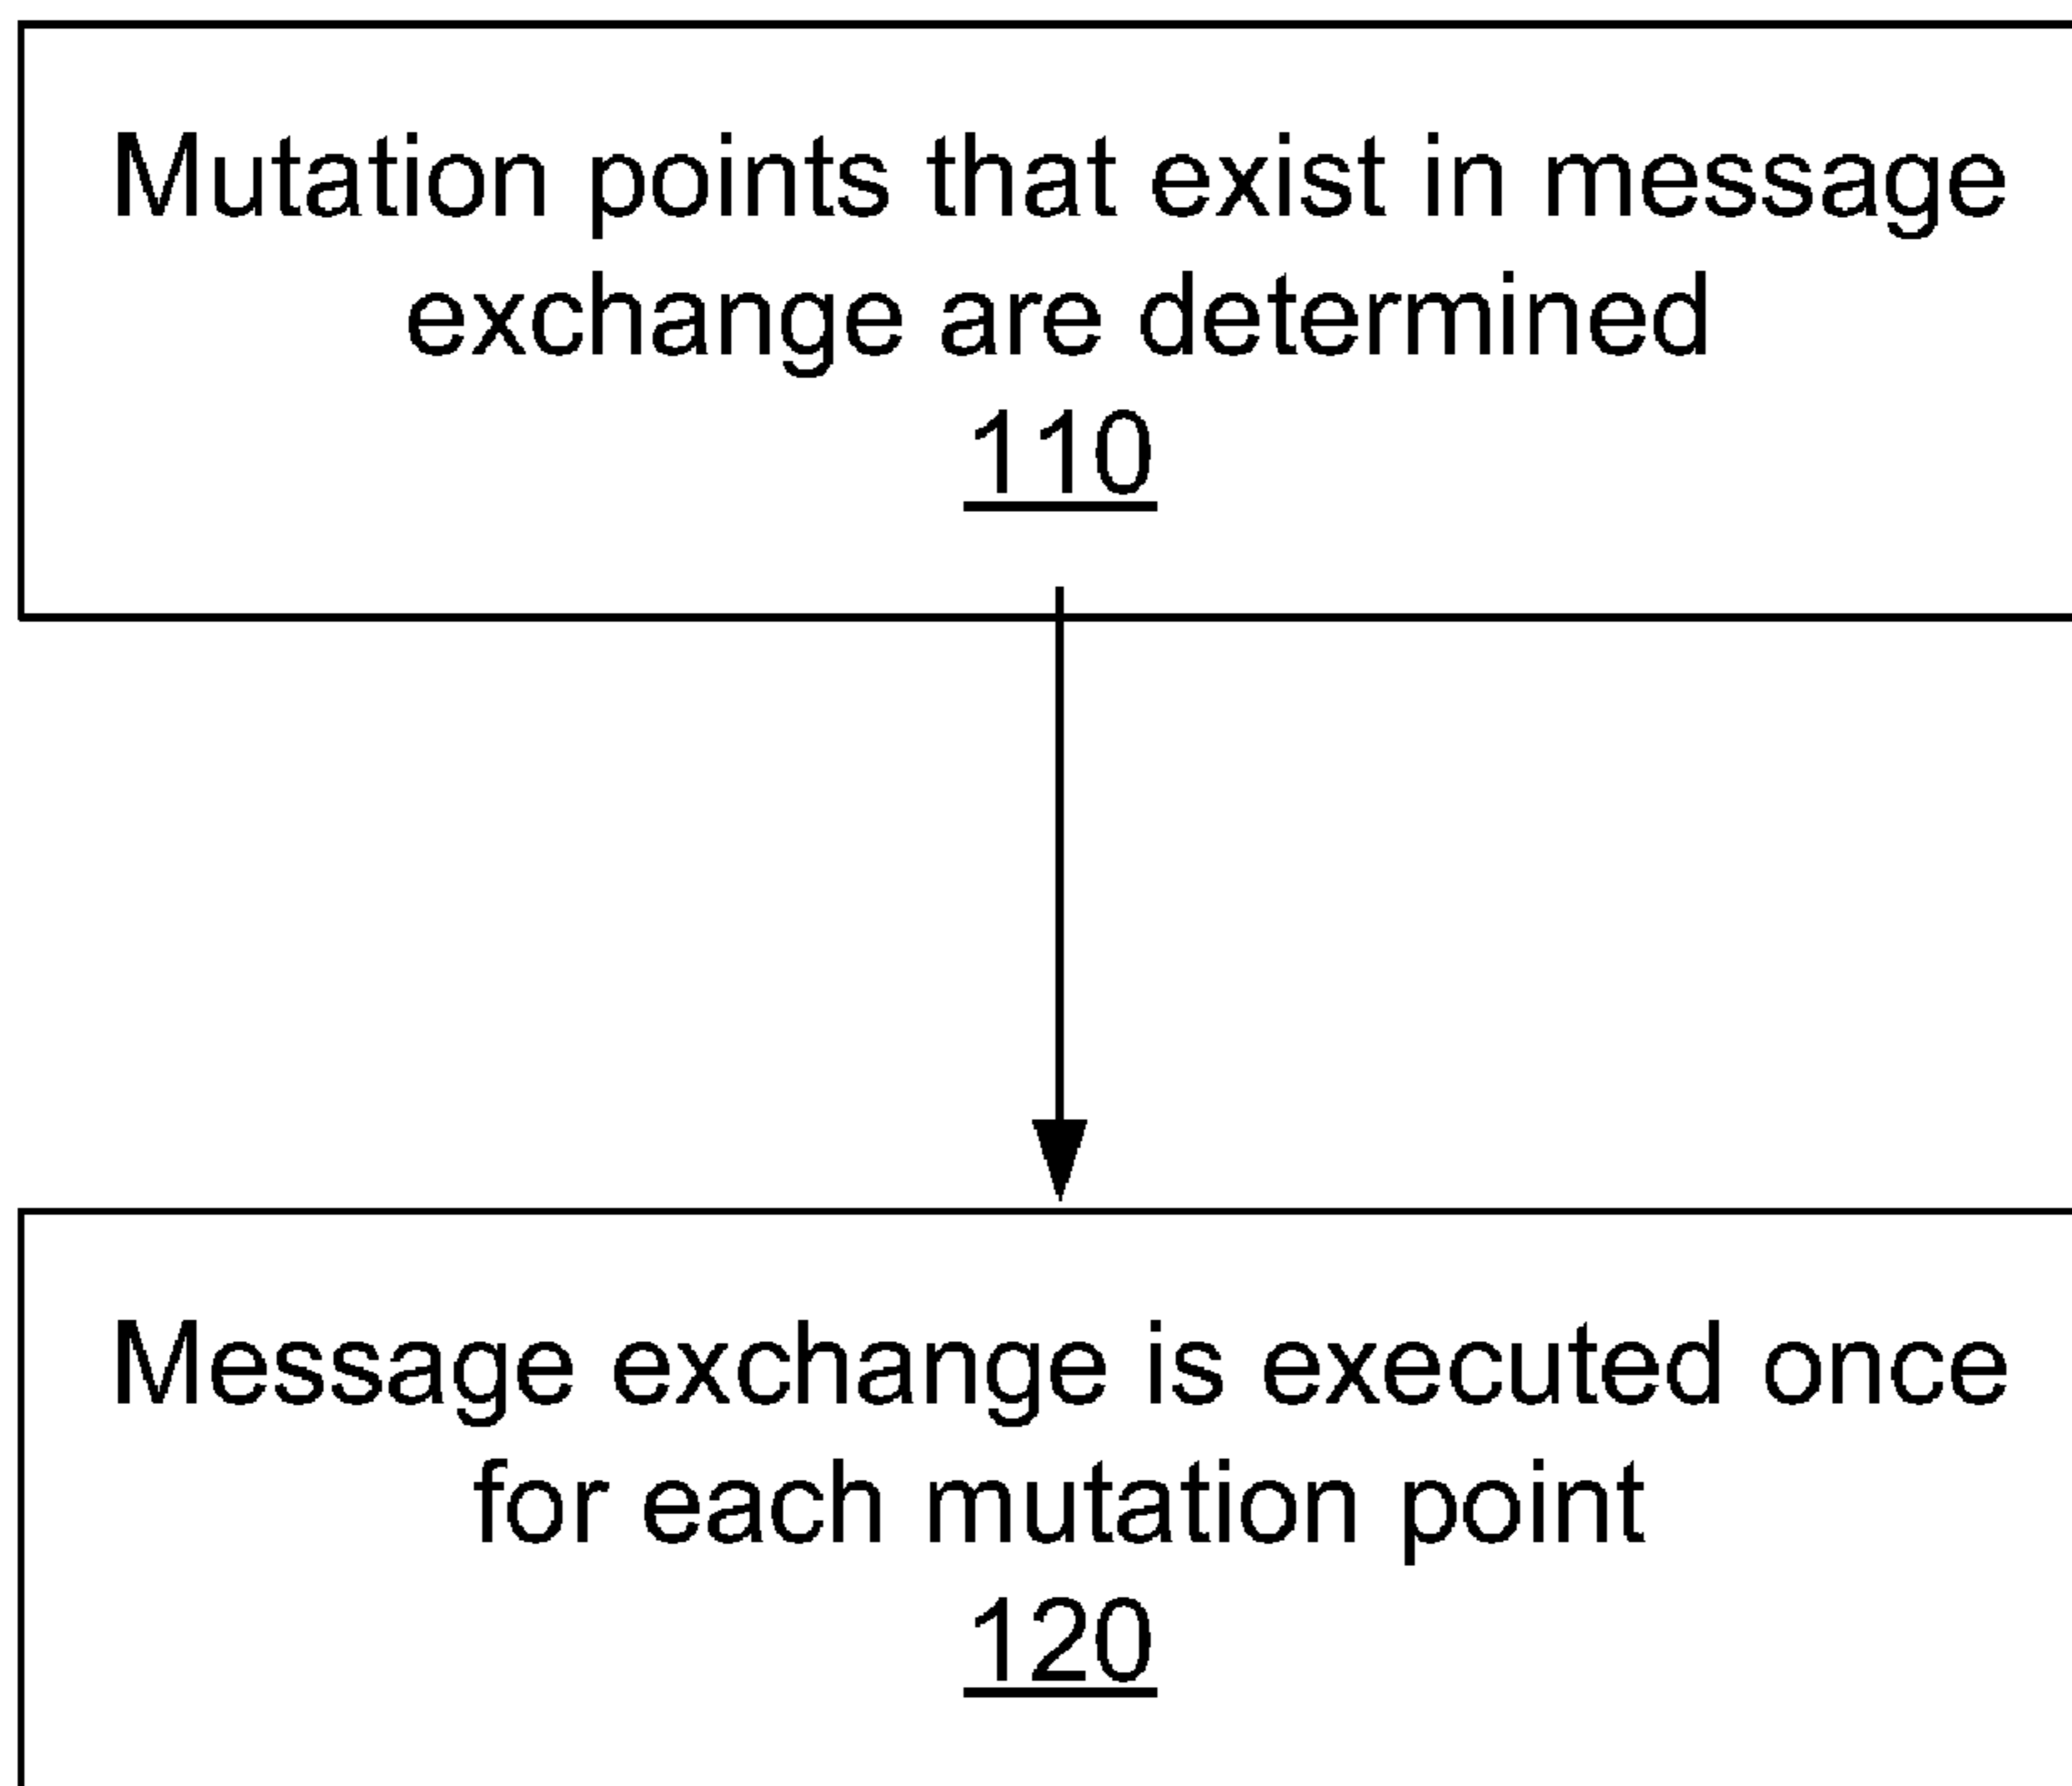 Mutation points that exist in message
exchange are determined
110
Message exchange is executed once
for each mutation point
120